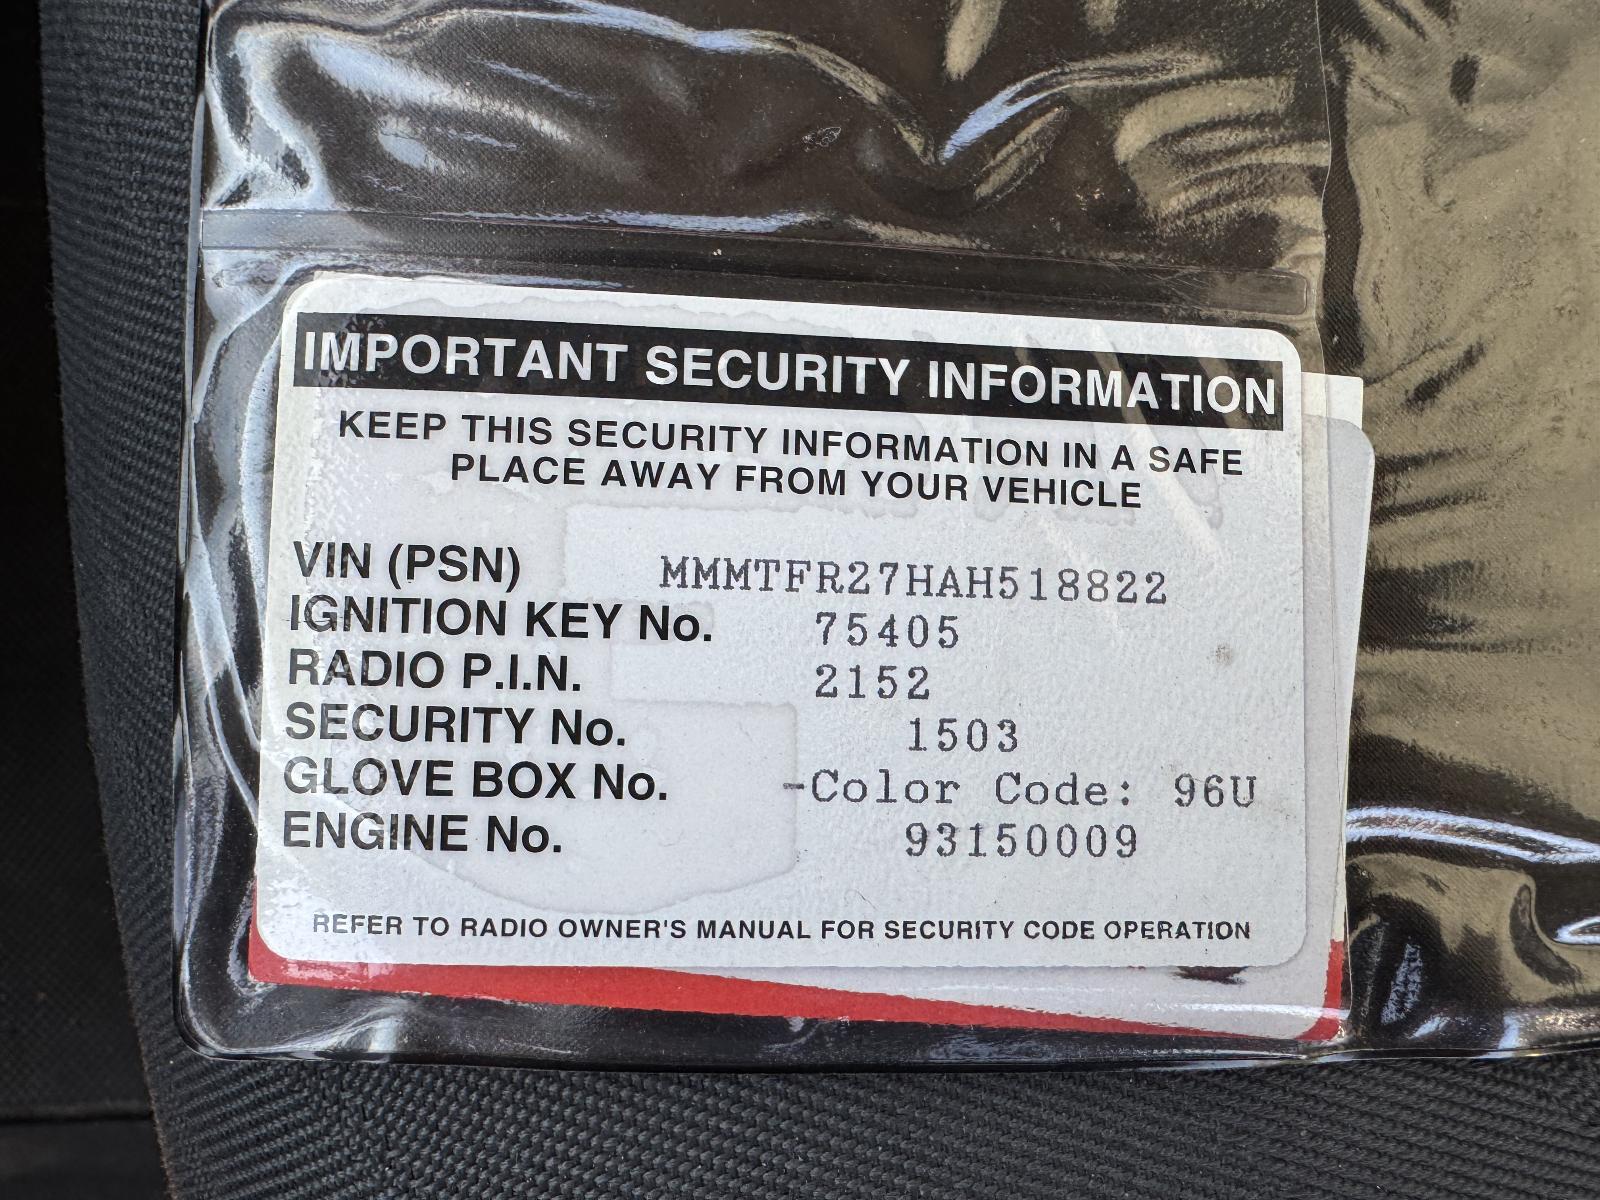 IMPORTANT SECURITY INFORMATION
KEEP THIS SECURITY INFORMATION IN A SAFE
PLACE AWAY FROM YOUR VEHICLE
VIN (PSN) MMMTFR27HAH518822
IGNITION KEY No. 75405
RADIO P.I.N. 2152
SECURITY No. 1503
GLOVE BOX No. -Color Code: 96U
ENGINE No. 93150009
REFER TO RADIO OWNER'S MANUAL FOR SECURITY CODE OPERATION